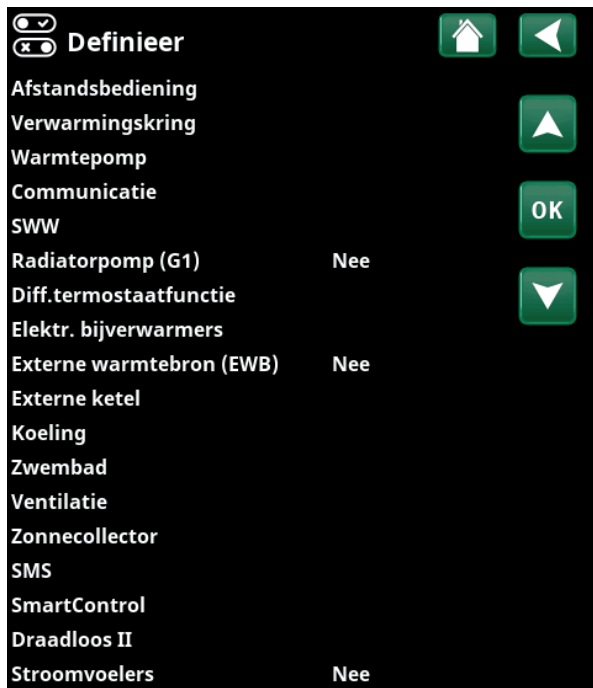 Definieer
Afstandsbediening
Verwarmingskring
Warmtepomp
Communicatie
OK
SWW
Radiatorpomp (G1) Nee
Diff.termostaatfunctie
Elektr. bijverwarmers
Externe warmtebron (EWB) Nee
Externe ketel
Koeling
Zwembad
Ventilatie
Zonnecollector
SMS
SmartControl
Draadloos II
Stroomvoelers Nee